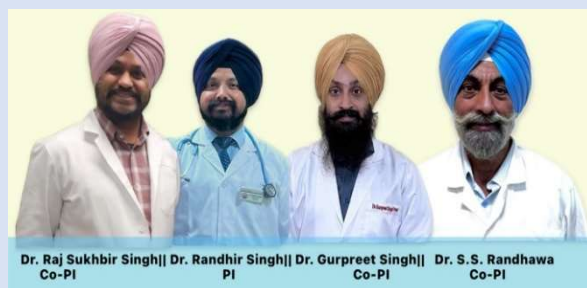 Dr. Raj Sukhbir Singh|| Dr. Randhir Singh|| Dr. Gurpreet Singh|| Dr. S.S. Randhawa
Co-PI PI Co-PI Co-PI